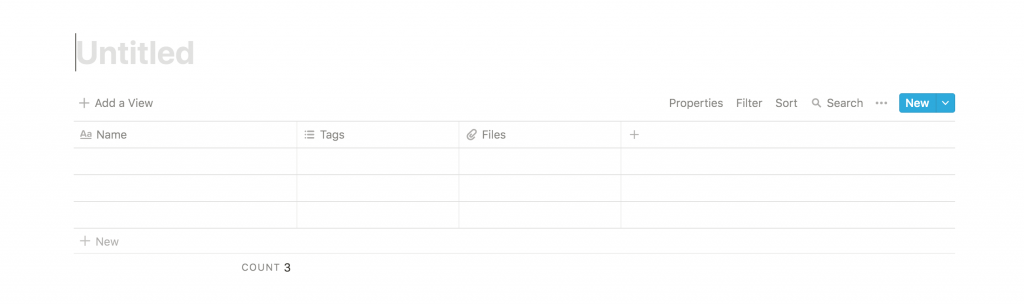 Untitled
Add a View Properties Filter Sort Search New
Aa Name Tags Files
New
COUNT 3